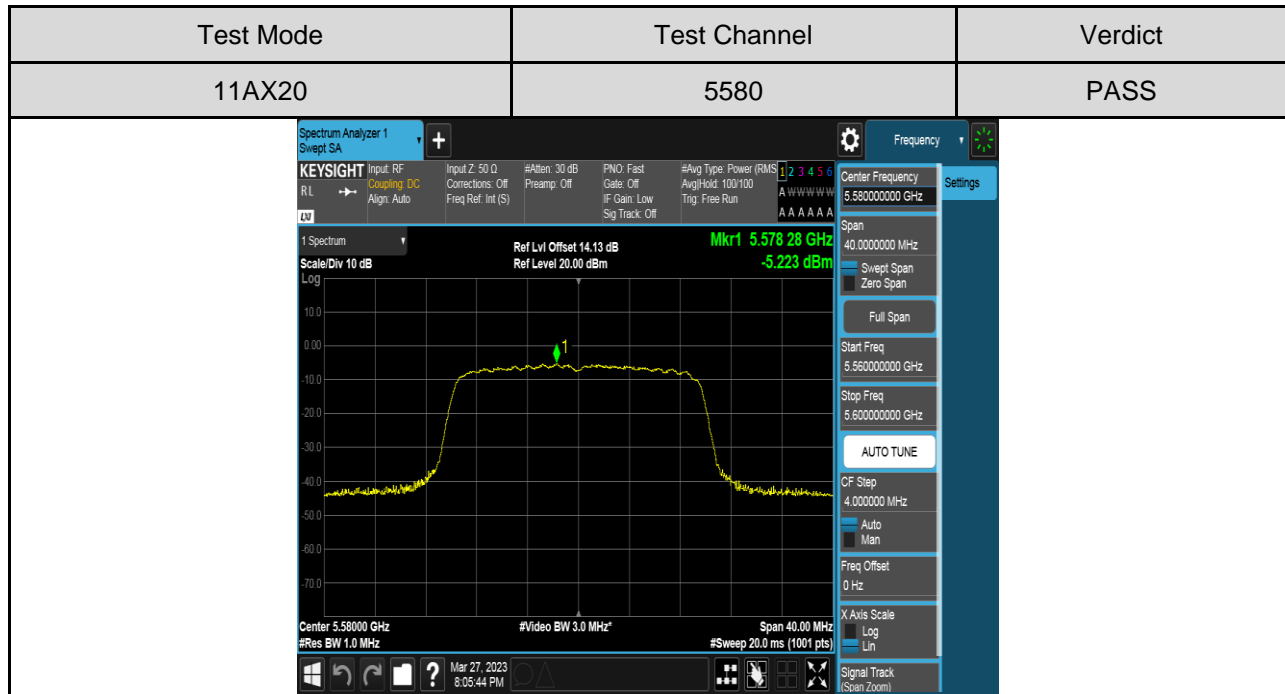 Test Mode Test Channel Verdict
11AX20 5580 PASS
Spectrum Analyzer 1
Swept SA
+
Frequency
KEYSIGHT Input: RF Input Z: 50 Ω #Atten: 30 dB PNO: Fast #Avg Type: Power (RMS 1 2 3 4 5 6
RL Coupling: DC Corrections: Off Preamp: Off Gate: Off Avg|Hold: 100/100 A W W W W W
Align: Auto Freq Ref: Int (S) IF Gain: Low Trig: Free Run
LXI Sig Track: Off A A A A A A
1 Spectrum
Ref Lvl Offset 14.13 dB
Mkr1 5.578 28 GHz
Scale/Div 10 dB Ref Level 20.00 dBm -5.223 dBm
Log
10.0
0.00
1
-10.0
-20.0
-30.0
-40.0
-50.0
-60.0
-70.0
Center 5.58000 GHz #Video BW 3.0 MHz* Span 40.00 MHz
#Res BW 1.0 MHz #Sweep 20.0 ms (1001 pts)
Center Frequency
5.580000000 GHz
Settings
Span
40.0000000 MHz
Swept Span
Zero Span
Full Span
Start Freq
5.560000000 GHz
Stop Freq
5.600000000 GHz
AUTO TUNE
CF Step
4.000000 MHz
Auto
Man
Freq Offset
0 Hz
X Axis Scale
Log
Lin
Signal Track
(Span Zoom)
? Mar 27, 2023
8:05:44 PM